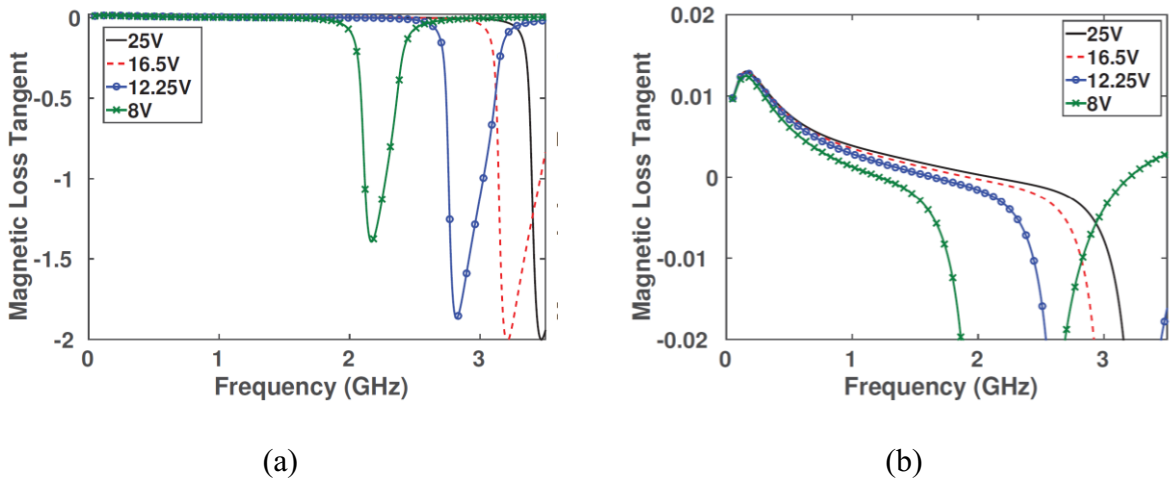 Magnetic Loss Tangent
0
-0.5
-1
-1.5
-2
25V
16.5V
12.25V
8V
0 1 2 3
Frequency (GHz)
(a)
Magnetic Loss Tangent
0.02
0.01
0
-0.01
-0.02
25V
16.5V
12.25V
8V
0 1 2 3
Frequency (GHz)
(b)